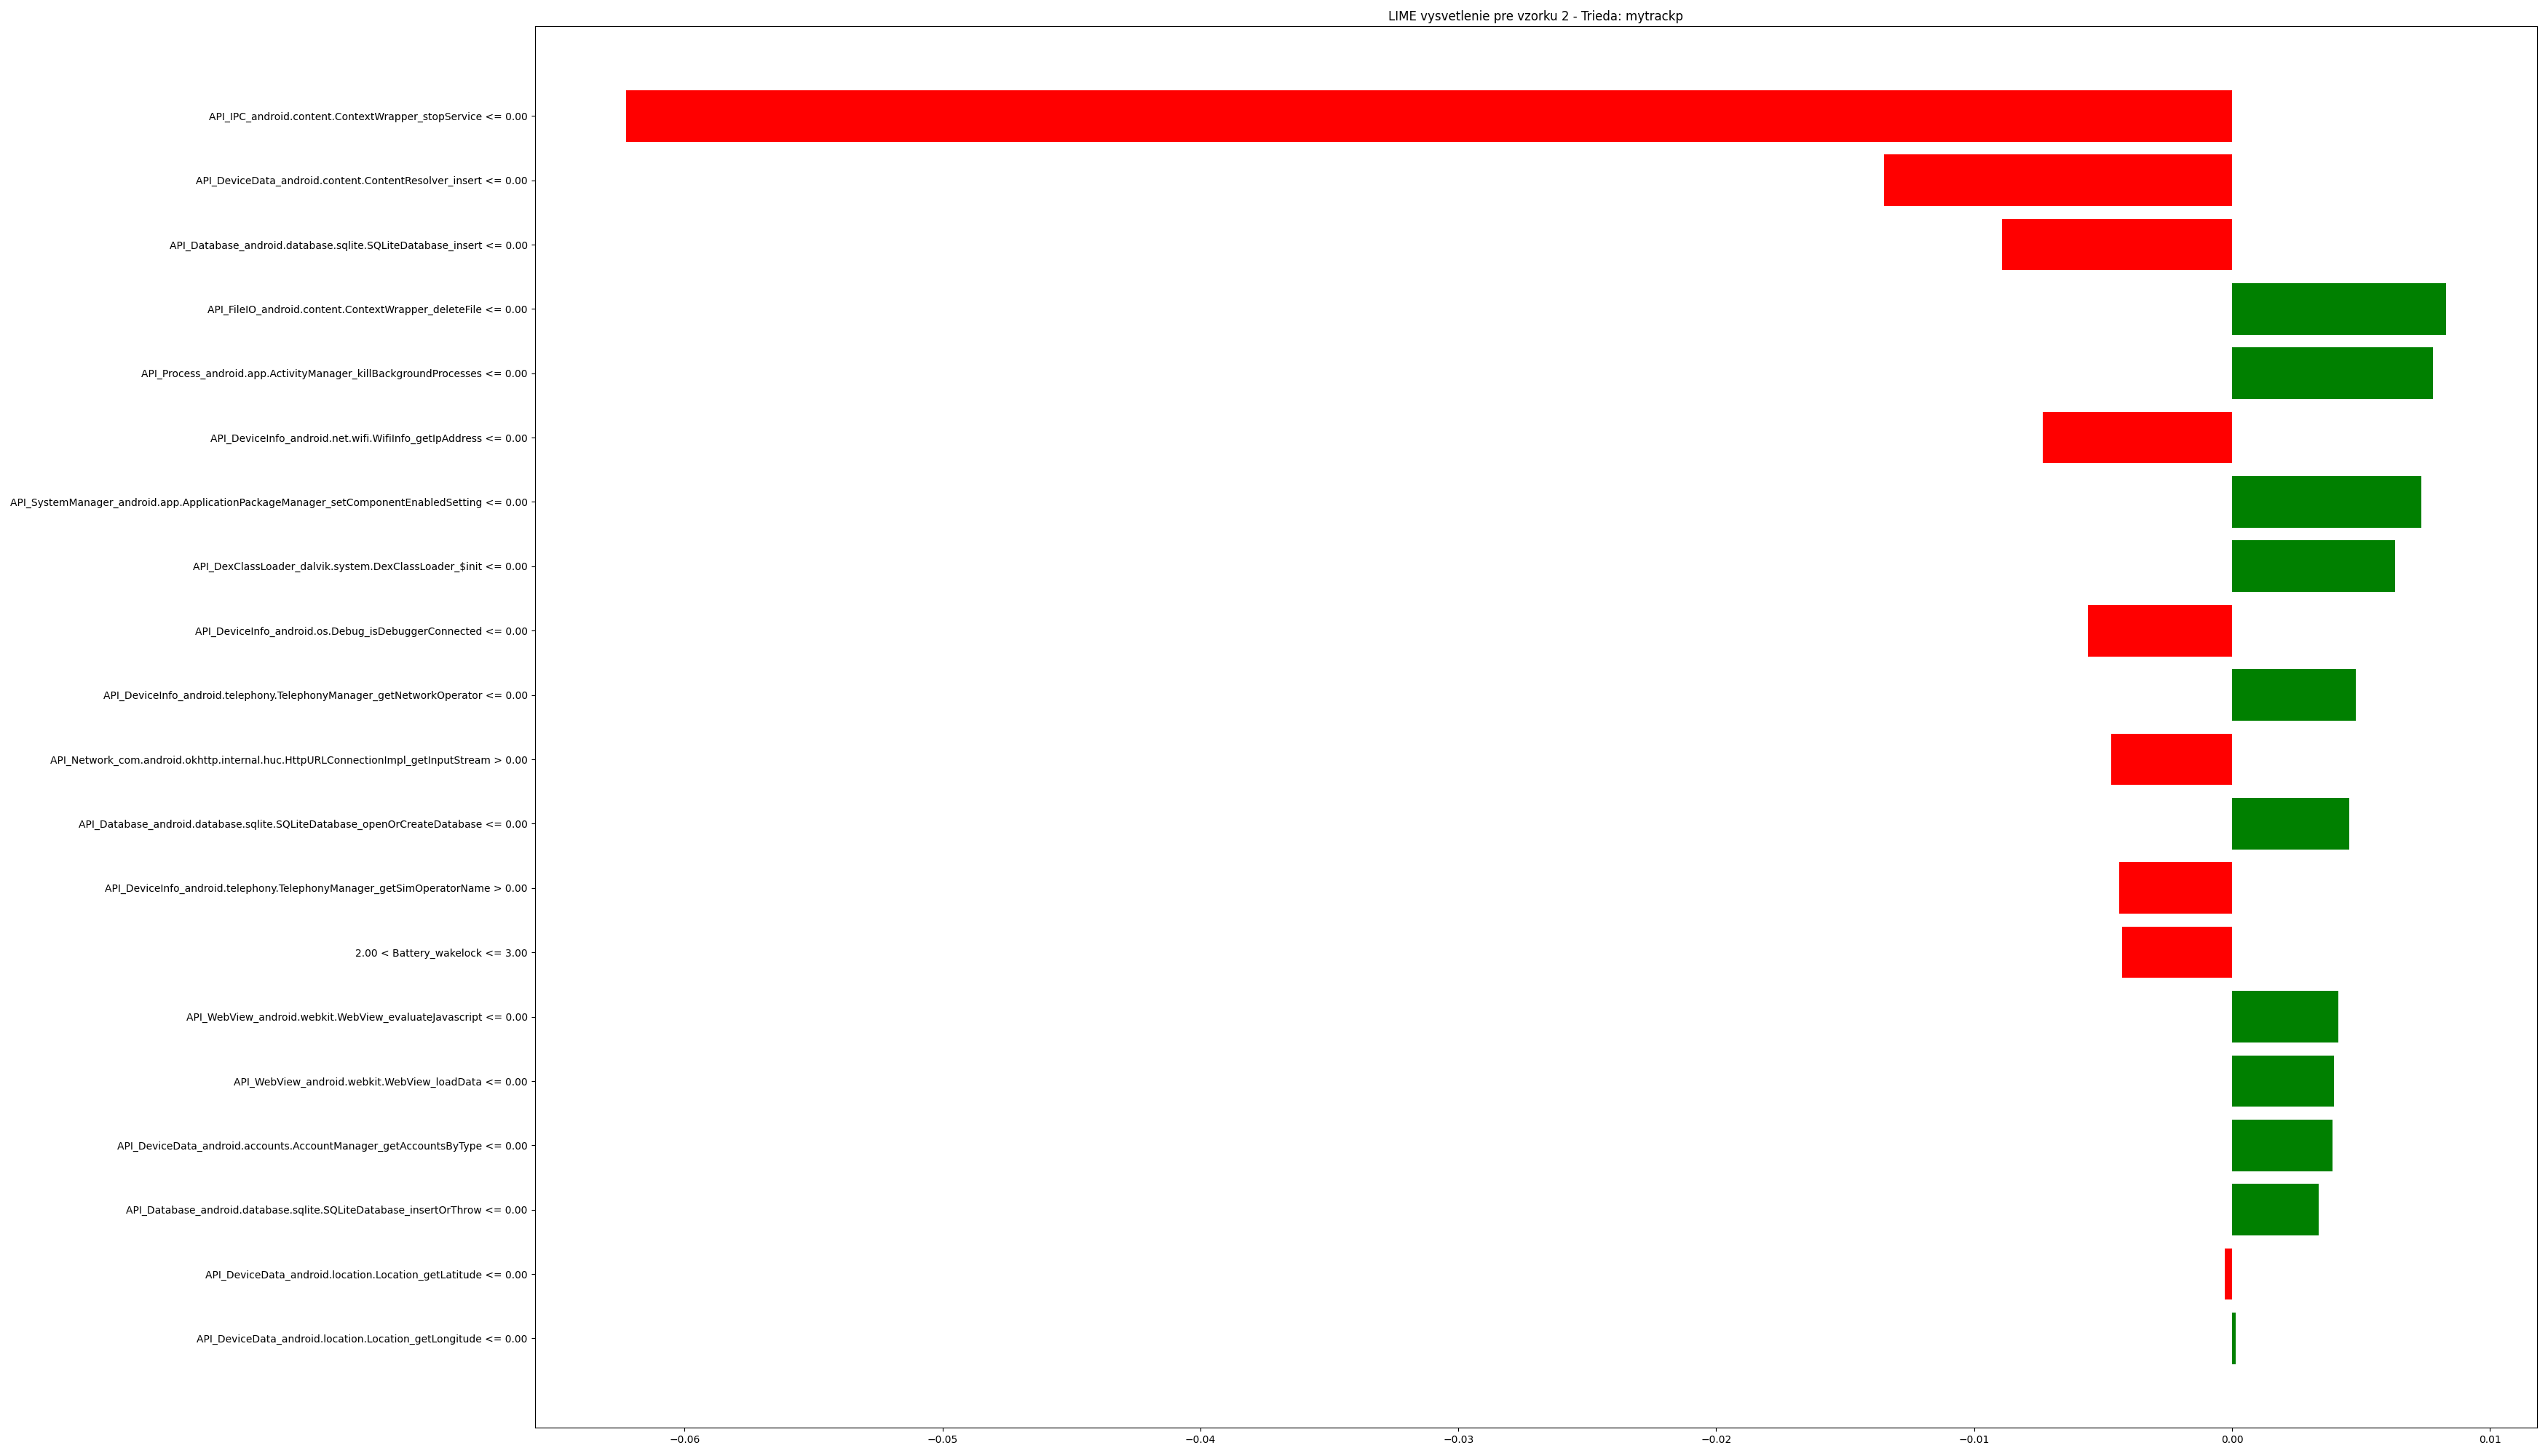 LIME vysvetlenie pre vzorku 2 - Trieda: mytrackp
API_IPC_android.content.ContextWrapper_stopService <= 0.00
API_DeviceData_android.content.ContentResolver_insert <= 0.00
API_Database_android.database.sqlite.SQLiteDatabase_insert <= 0.00
API_FileIO_android.content.ContextWrapper_deleteFile <= 0.00
API_Process_android.app.ActivityManager_killBackgroundProcesses <= 0.00
API_DeviceInfo_android.net.wifi.WifiInfo_getIpAddress <= 0.00
API_SystemManager_android.app.ApplicationPackageManager_setComponentEnabledSetting <= 0.00
API_DexClassLoader_dalvik.system.DexClassLoader_$init <= 0.00
API_DeviceInfo_android.os.Debug_isDebuggerConnected <= 0.00
API_DeviceInfo_android.telephony.TelephonyManager_getNetworkOperator <= 0.00
API_Network_com.android.okhttp.internal.huc.HttpURLConnectionImpl_getInputStream > 0.00
API_Database_android.database.sqlite.SQLiteDatabase_openOrCreateDatabase <= 0.00
API_DeviceInfo_android.telephony.TelephonyManager_getSimOperatorName > 0.00
2.00 < Battery_wakelock <= 3.00
API_WebView_android.webkit.WebView_evaluateJavascript <= 0.00
API_WebView_android.webkit.WebView_loadData <= 0.00
API_DeviceData_android.accounts.AccountManager_getAccountsByType <= 0.00
API_Database_android.database.sqlite.SQLiteDatabase_insertOrThrow <= 0.00
API_DeviceData_android.location.Location_getLatitude <= 0.00
API_DeviceData_android.location.Location_getLongitude <= 0.00
−0.06 −0.05 −0.04 −0.03 −0.02 −0.01 0.00 0.01